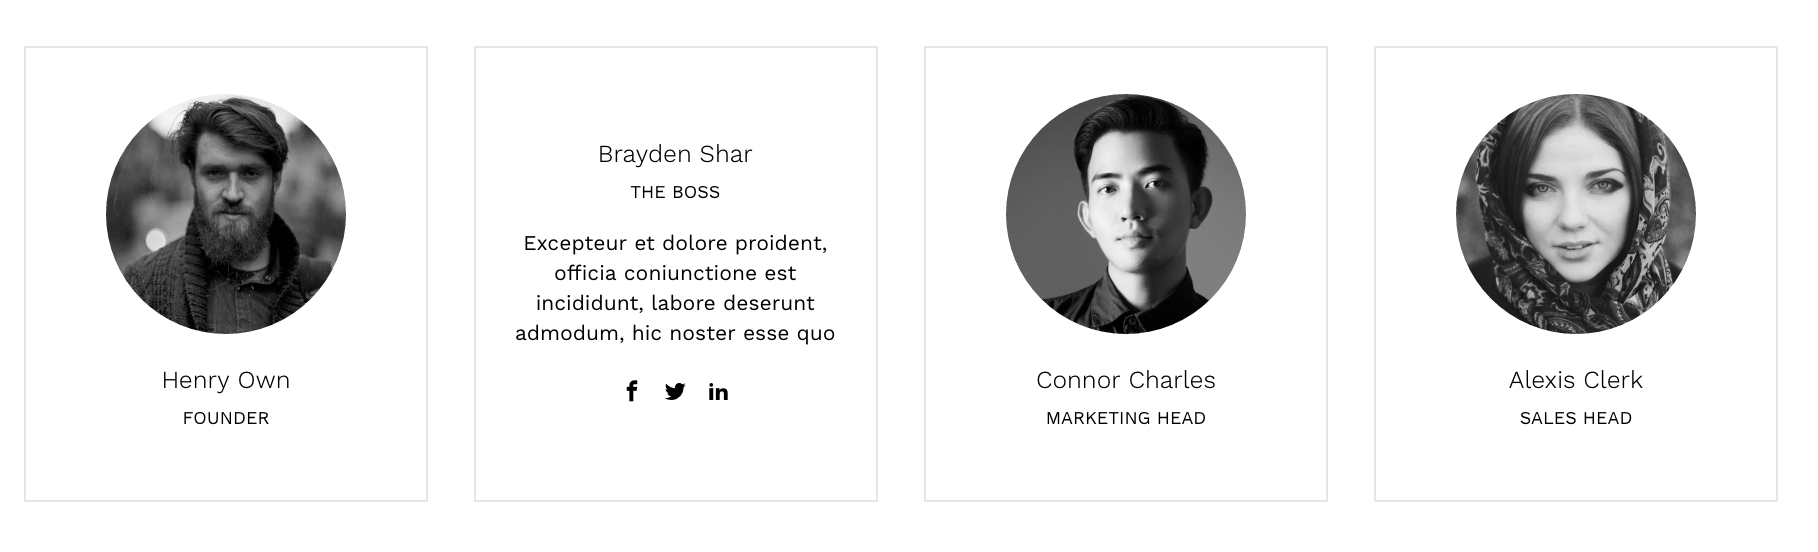 Henry Own
FOUNDER
Brayden Shar
THE BOSS
Excepteur et dolore proident,
officia coniunctione est
incididunt, labore deserunt
admodum, hic noster esse quo
Connor Charles
MARKETING HEAD
Alexis Clerk
SALES HEAD